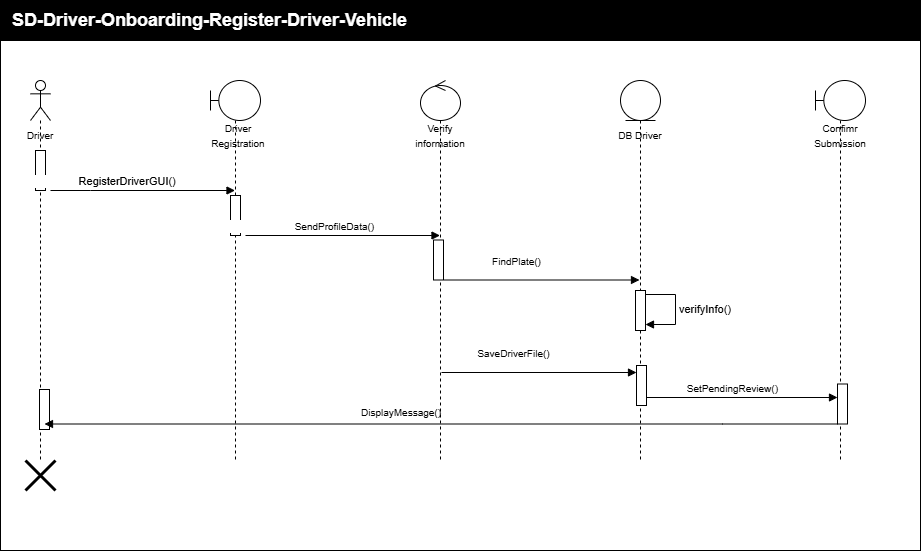 SD-Driver-Onboarding-Register-Driver-Vehicle
Driver
Driver
Registration
Verify
information
DB Driver
Confimr
Submission
RegisterDriverGUI()
SendProfileData()
FindPlate()
verifyInfo()
SaveDriverFile()
SetPendingReview()
DisplayMessage()